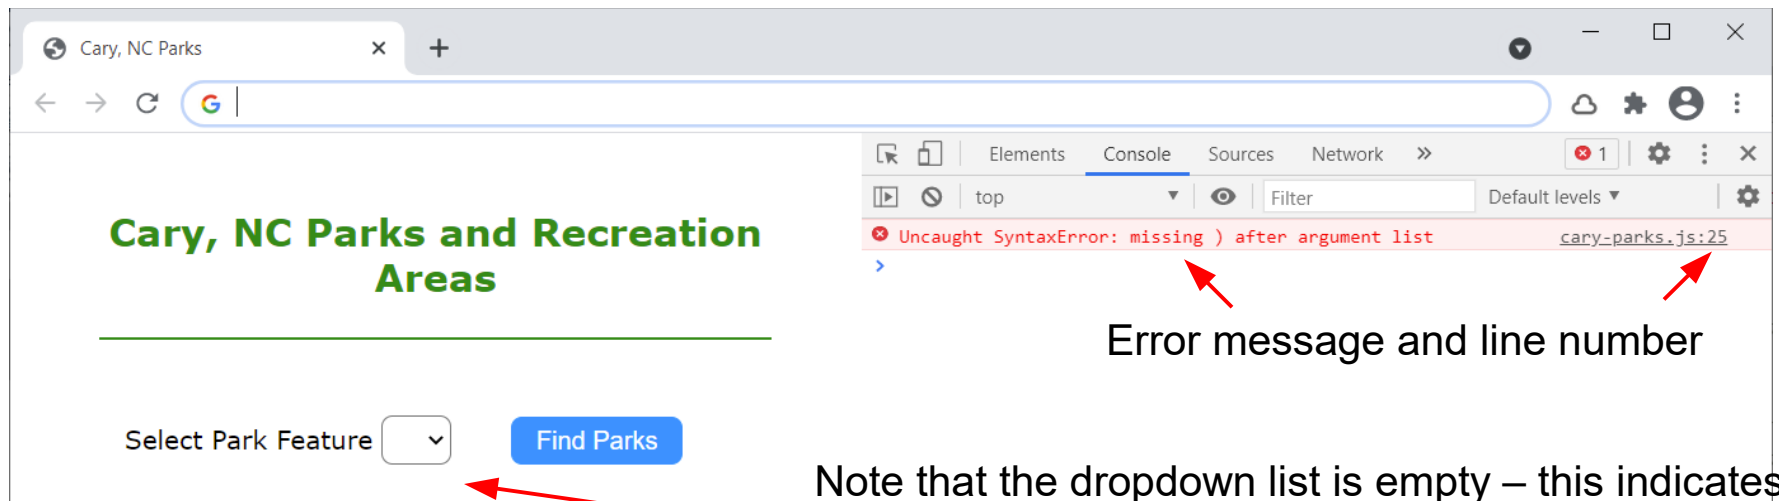 Cary, NC Parks
G
Elements Console Sources Network » 1
top Filter Default levels
Cary, NC Parks and Recreation
Areas
Uncaught SyntaxError: missing ) after argument list cary-parks.js:25
Error message and line number
Select Park Feature Find Parks
Note that the dropdown list is empty – this indicates